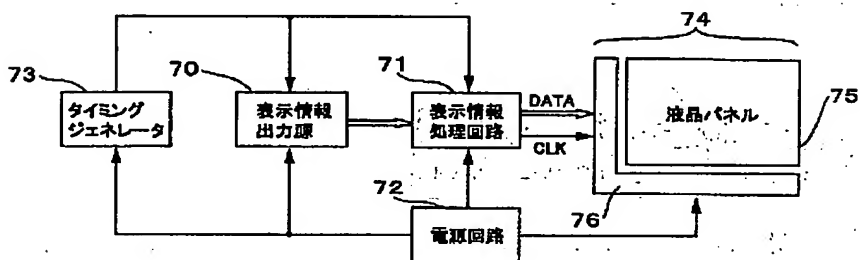 74
73
70
71
タイミング
ジェネレータ
表示情報
出力源
表示情報
処理回路
DATA
CLK
液晶パネル
75
72
電源回路
76